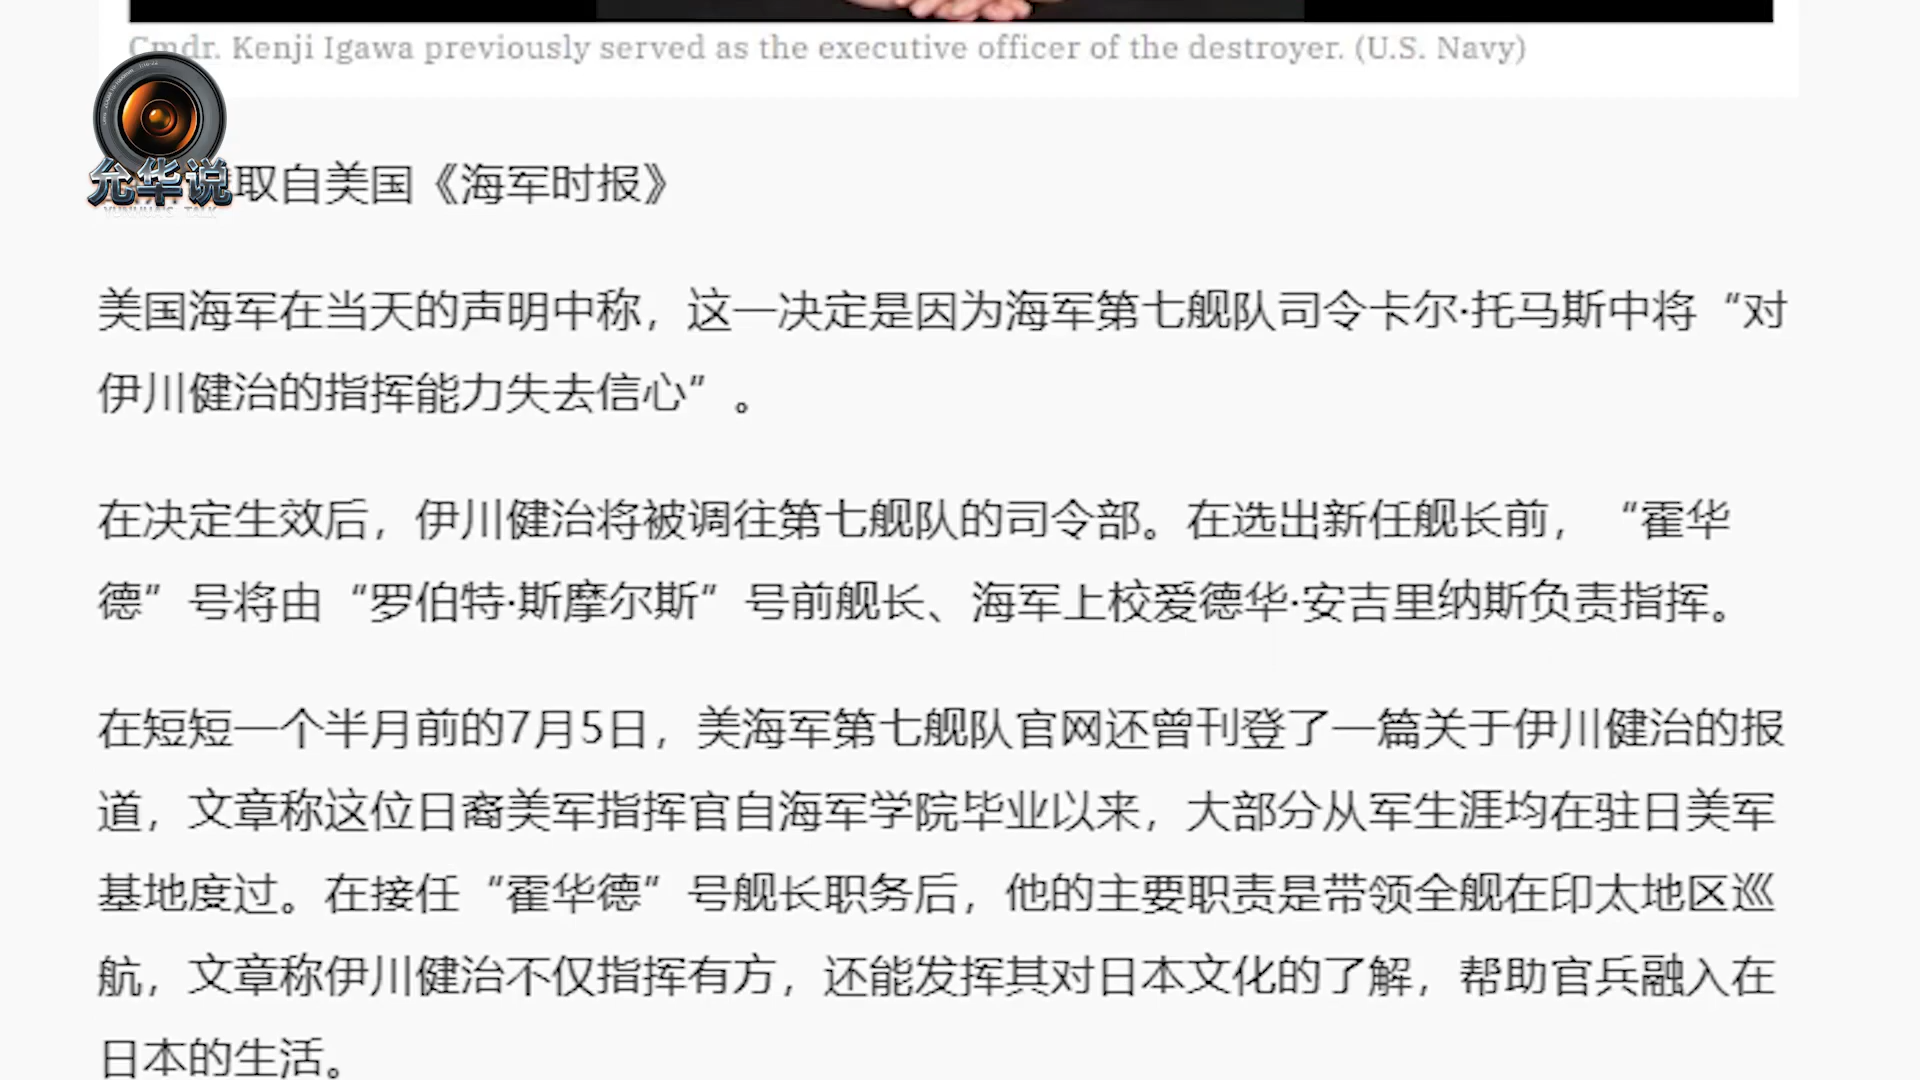 Cmdr. Kenji Igawa previously served as the executive officer of the destroyer. (U.S. Navy)
允华说
YUNHUA'S TALK
取自美国《海军时报》
美国海军在当天的声明中称，这一决定是因为海军第七舰队司令卡尔·托马斯中将“对
伊川健治的指挥能力失去信心”。
在决定生效后，伊川健治将被调往第七舰队的司令部。在选出新任舰长前，“霍华
德”号将由“罗伯特·斯摩尔斯”号前舰长、海军上校爱德华·安吉里纳斯负责指挥。
在短短一个半月前的7月5日，美海军第七舰队官网还曾刊登了一篇关于伊川健治的报
道，文章称这位日裔美军指挥官自海军学院毕业以来，大部分从军生涯均在驻日美军
基地度过。在接任“霍华德”号舰长职务后，他的主要职责是带领全舰在印太地区巡
航，文章称伊川健治不仅指挥有方，还能发挥其对日本文化的了解，帮助官兵融入在
日本的生活。